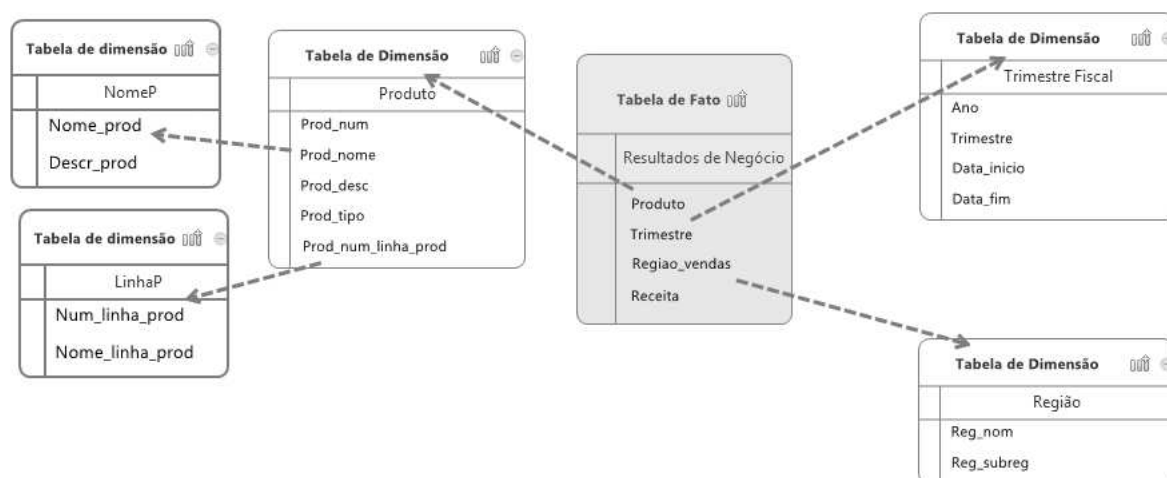 Tabela de dimensão
NomeP
Nome_prod
Descr_prod
Tabela de dimensão
LinhaP
Num_linha_prod
Nome_linha_prod
Tabela de Dimensão
Produto
Prod_num
Prod_nome
Prod_desc
Prod_tipo
Prod_num_linha_prod
Tabela de Fato
Resultados de Negócio
Produto
Trimestre
Regiao_vendas
Receita
Tabela de Dimensão
Trimestre Fiscal
Ano
Trimestre
Data_inicio
Data_fim
Tabela de Dimensão
Região
Reg_nom
Reg_subreg